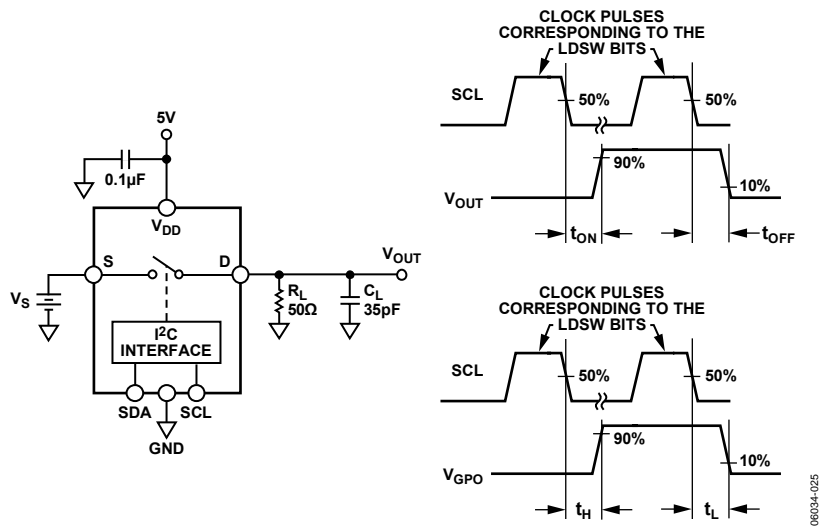 5V
0.1µF
VDD
S
D
VOUT
VS
RL
50Ω
CL
35pF
I2C
INTERFACE
SDA
SCL
GND
CLOCK PULSES
CORRESPONDING TO THE
LDSW BITS
SCL
50%
50%
90%
10%
VOUT
tON
tOFF
CLOCK PULSES
CORRESPONDING TO THE
LDSW BITS
SCL
50%
50%
90%
10%
VGPO
tH
tL
06034-025